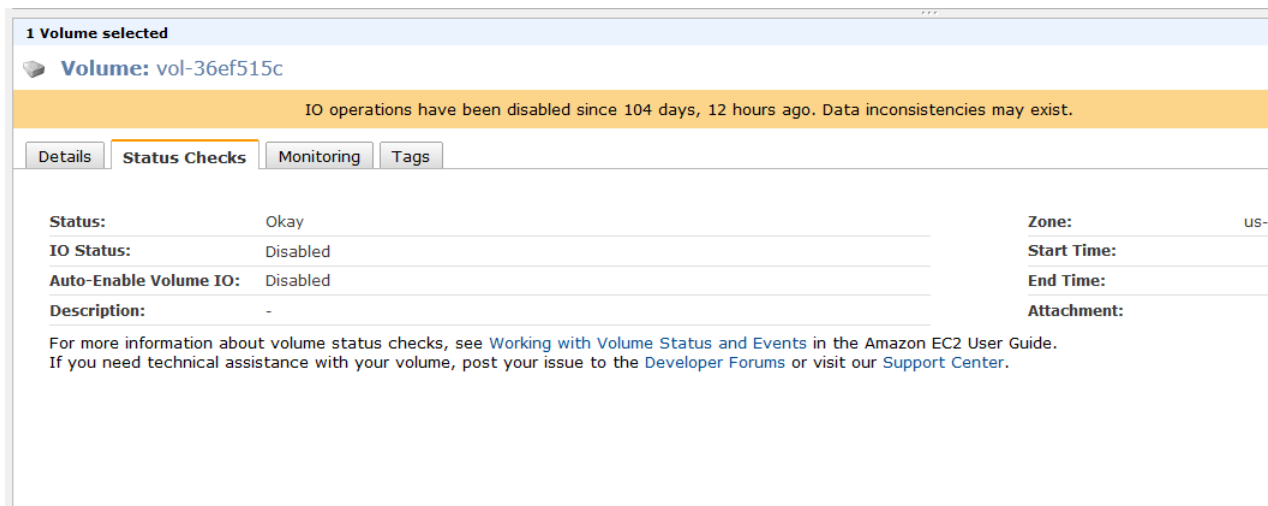 1 Volume selected
Volume: vol-36ef515c
IO operations have been disabled since 104 days, 12 hours ago. Data inconsistencies may exist.
Details Status Checks Monitoring Tags
Status: Okay Zone: us-
IO Status: Disabled Start Time:
Auto-Enable Volume IO: Disabled End Time:
Description: - Attachment:
For more information about volume status checks, see Working with Volume Status and Events in the Amazon EC2 User Guide.
If you need technical assistance with your volume, post your issue to the Developer Forums or visit our Support Center.